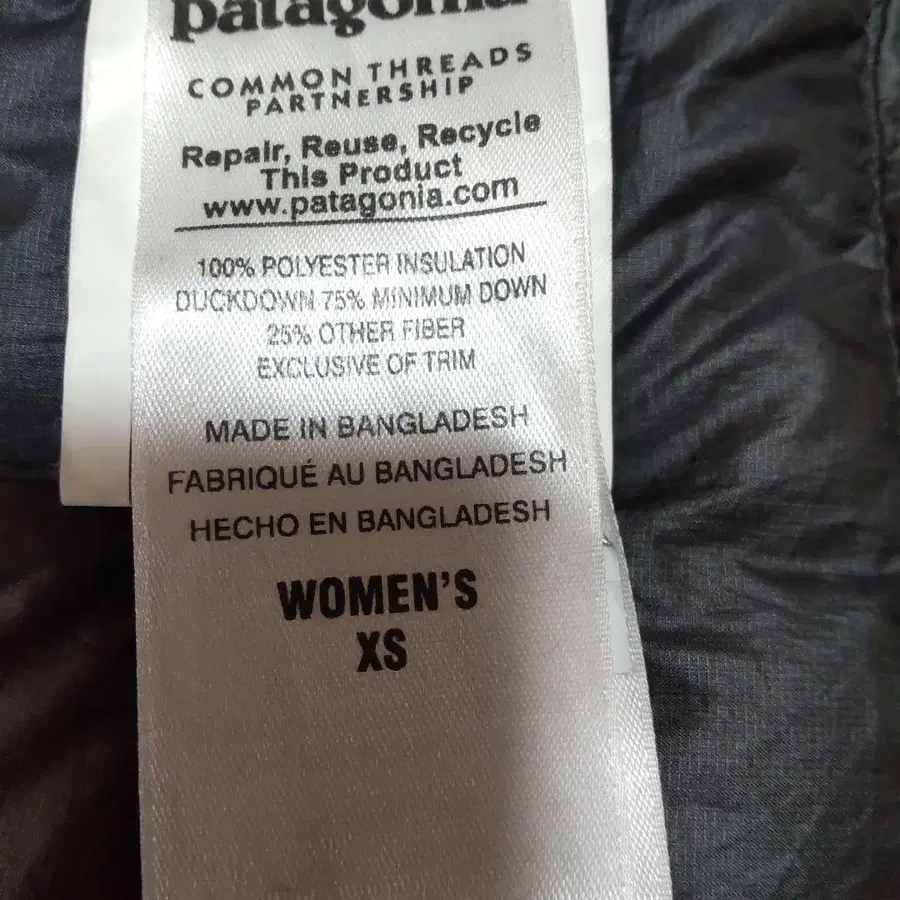 patagonia
COMMON THREADS
PARTNERSHIP
Repair, Reuse, Recycle
This Product
www.patagonia.com
100% POLYESTER INSULATION
DUCKDOWN 75% MINIMUM DOWN
25% OTHER FIBER
EXCLUSIVE OF TRIM
MADE IN BANGLADESH
FABRIQUÉ AU BANGLADESH
HECHO EN BANGLADESH
WOMEN'S
XS